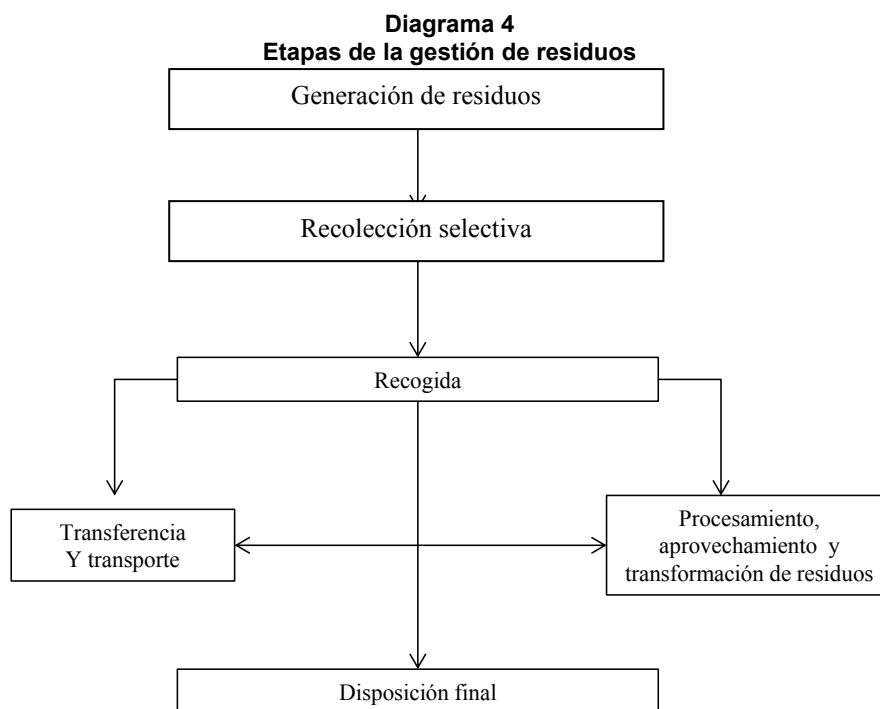 Diagrama 4
Etapas de la gestión de residuos
Generación de residuos
Recolección selectiva
Recogida
Transferencia
Y transporte
Procesamiento,
aprovechamiento y
transformación de residuos
Disposición final